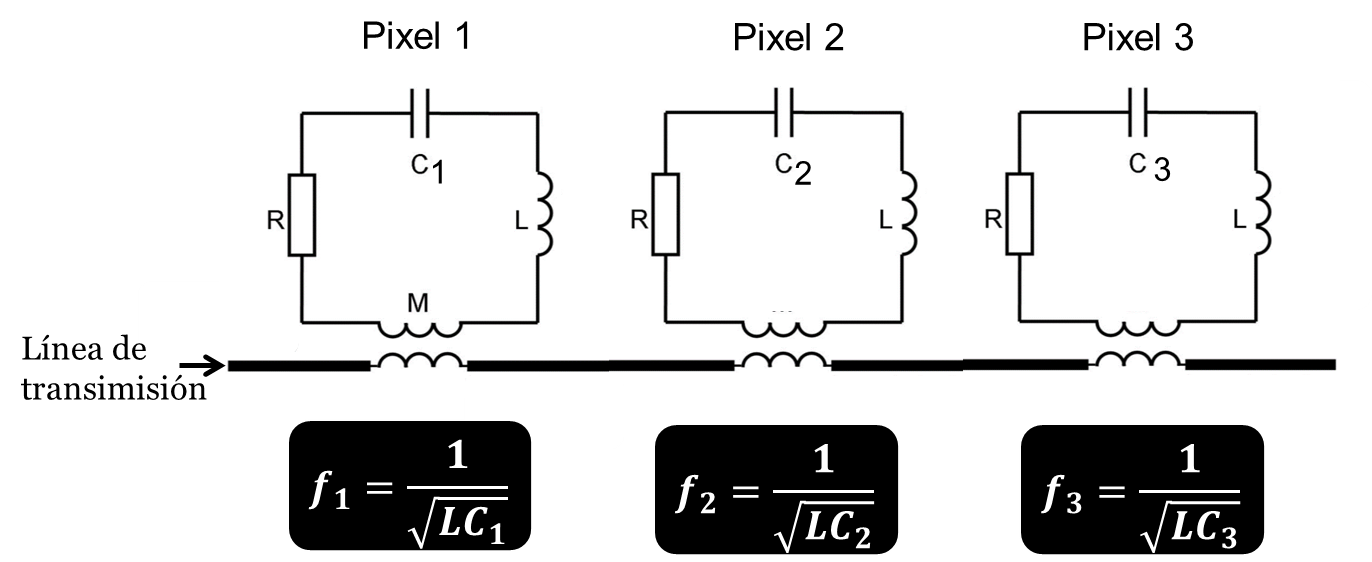 Pixel 1 Pixel 2 Pixel 3
C1 C2 C 3
R L R L R L
M ...
Línea de
transimisión
f1 = 1/√LC1 f2 = 1/√LC2 f3 = 1/√LC3